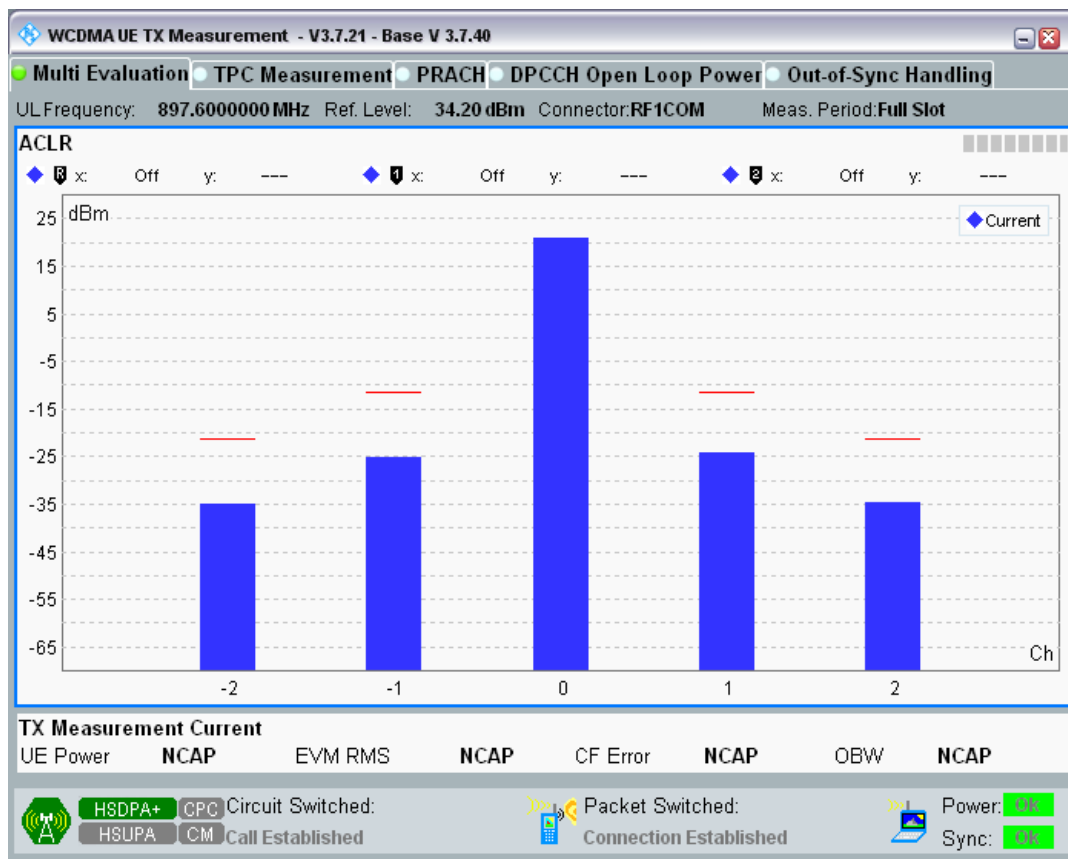 WCDMA UE TX Measurement - V3.7.21 - Base V 3.7.40
Multi Evaluation TPC Measurement PRACH DPCCH Open Loop Power Out-of-Sync Handling
UL Frequency: 897.6000000 MHz Ref. Level: 34.20 dBm Connector:RF1COM Meas. Period:Full Slot
ACLR
R x: Off y: --- 1 x: Off y: --- 2 x: Off y: ---
dBm
Current
25
15
5
-5
-15
-25
-35
-45
-55
-65
Ch
-2 -1 0 1 2
TX Measurement Current
UE Power NCAP EVM RMS NCAP CF Error NCAP OBW NCAP
HSDPA+ CPC Circuit Switched: Packet Switched: Power: OK
HSUPA CM Call Established Connection Established Sync: OK